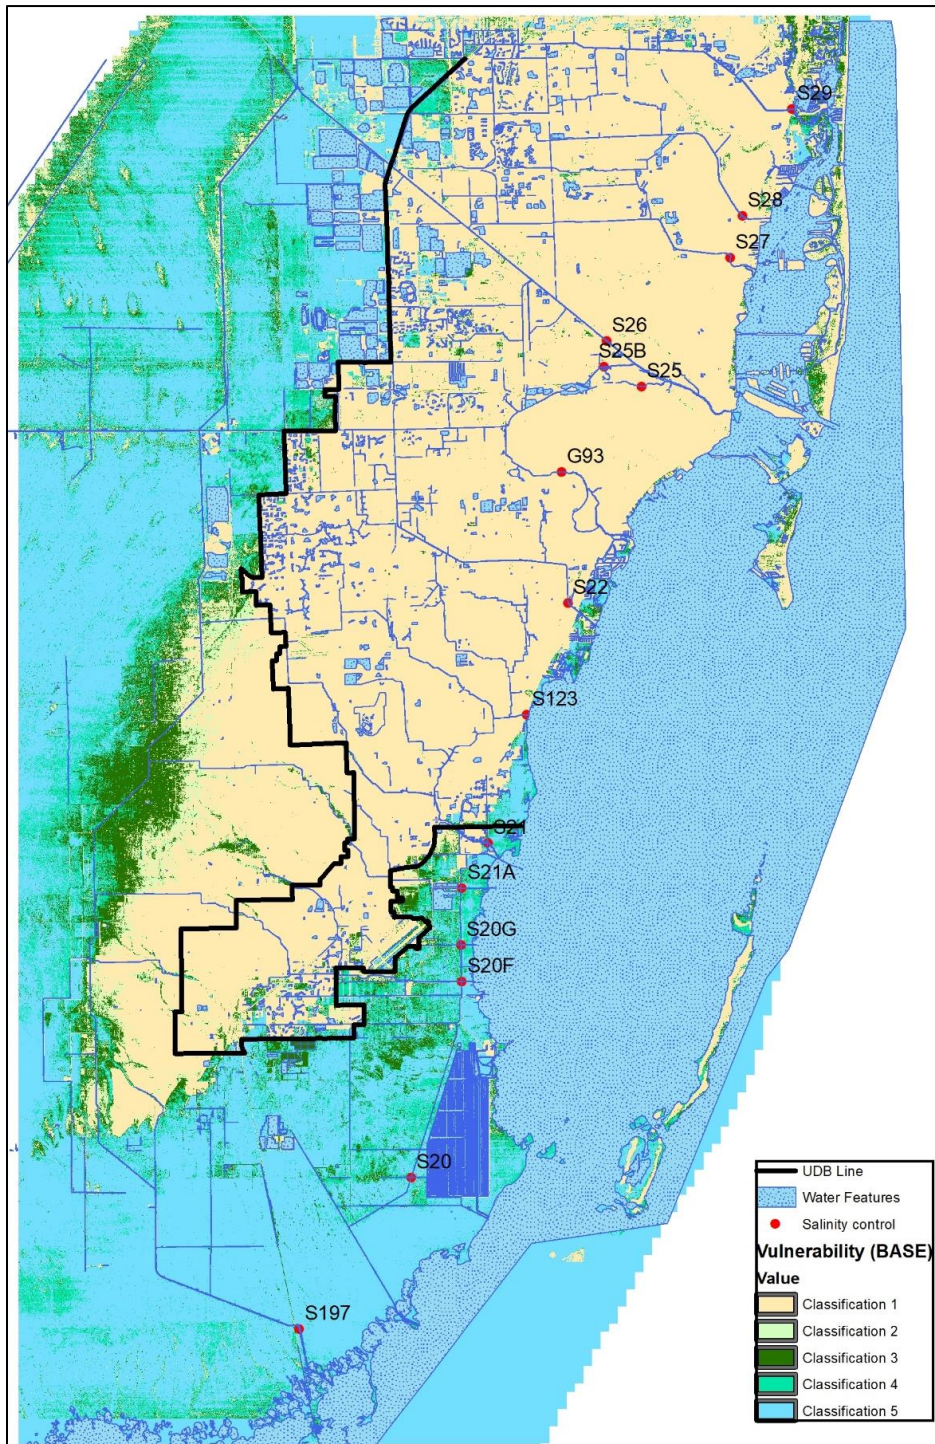 S29
S28
S27
S26
S25B
S25
G93
S22
S123
S21
S21A
S20G
S20F
S20
S197
UDB Line
Water Features
Salinity control
Vulnerability (BASE)
Value
Classification 1
Classification 2
Classification 3
Classification 4
Classification 5